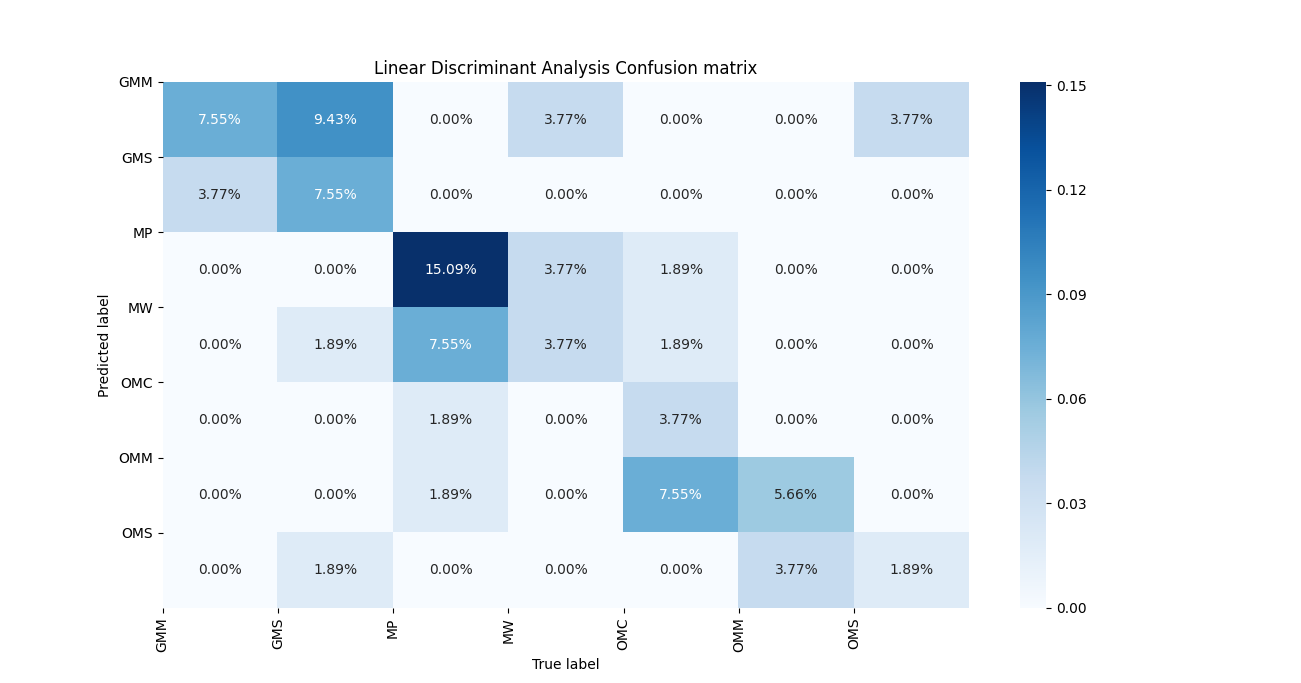 Linear Discriminant Analysis Confusion matrix
GMM
7.55% 9.43% 0.00% 3.77% 0.00% 0.00% 3.77%
GMS
3.77% 7.55% 0.00% 0.00% 0.00% 0.00% 0.00%
MP
0.00% 0.00% 15.09% 3.77% 1.89% 0.00% 0.00%
MW
0.00% 1.89% 7.55% 3.77% 1.89% 0.00% 0.00%
OMC
0.00% 0.00% 1.89% 0.00% 3.77% 0.00% 0.00%
OMM
0.00% 0.00% 1.89% 0.00% 7.55% 5.66% 0.00%
OMS
0.00% 1.89% 0.00% 0.00% 0.00% 3.77% 1.89%
Predicted label
GMM GMS MP MW OMC OMM OMS
True label
0.15
0.12
0.09
0.06
0.03
0.00